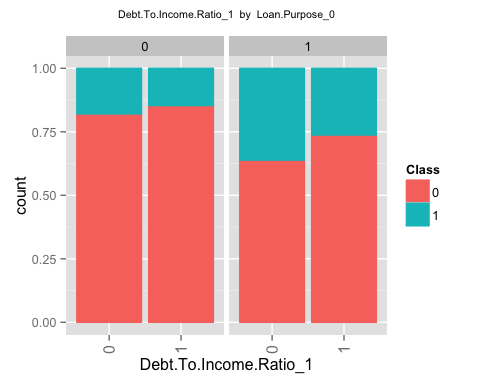 Debt.To.Income.Ratio_1 by Loan.Purpose_0
0 1
1.00
0.75
0.50
0.25
0.00
count
0 1 0 1
Debt.To.Income.Ratio_1
Class
0
1